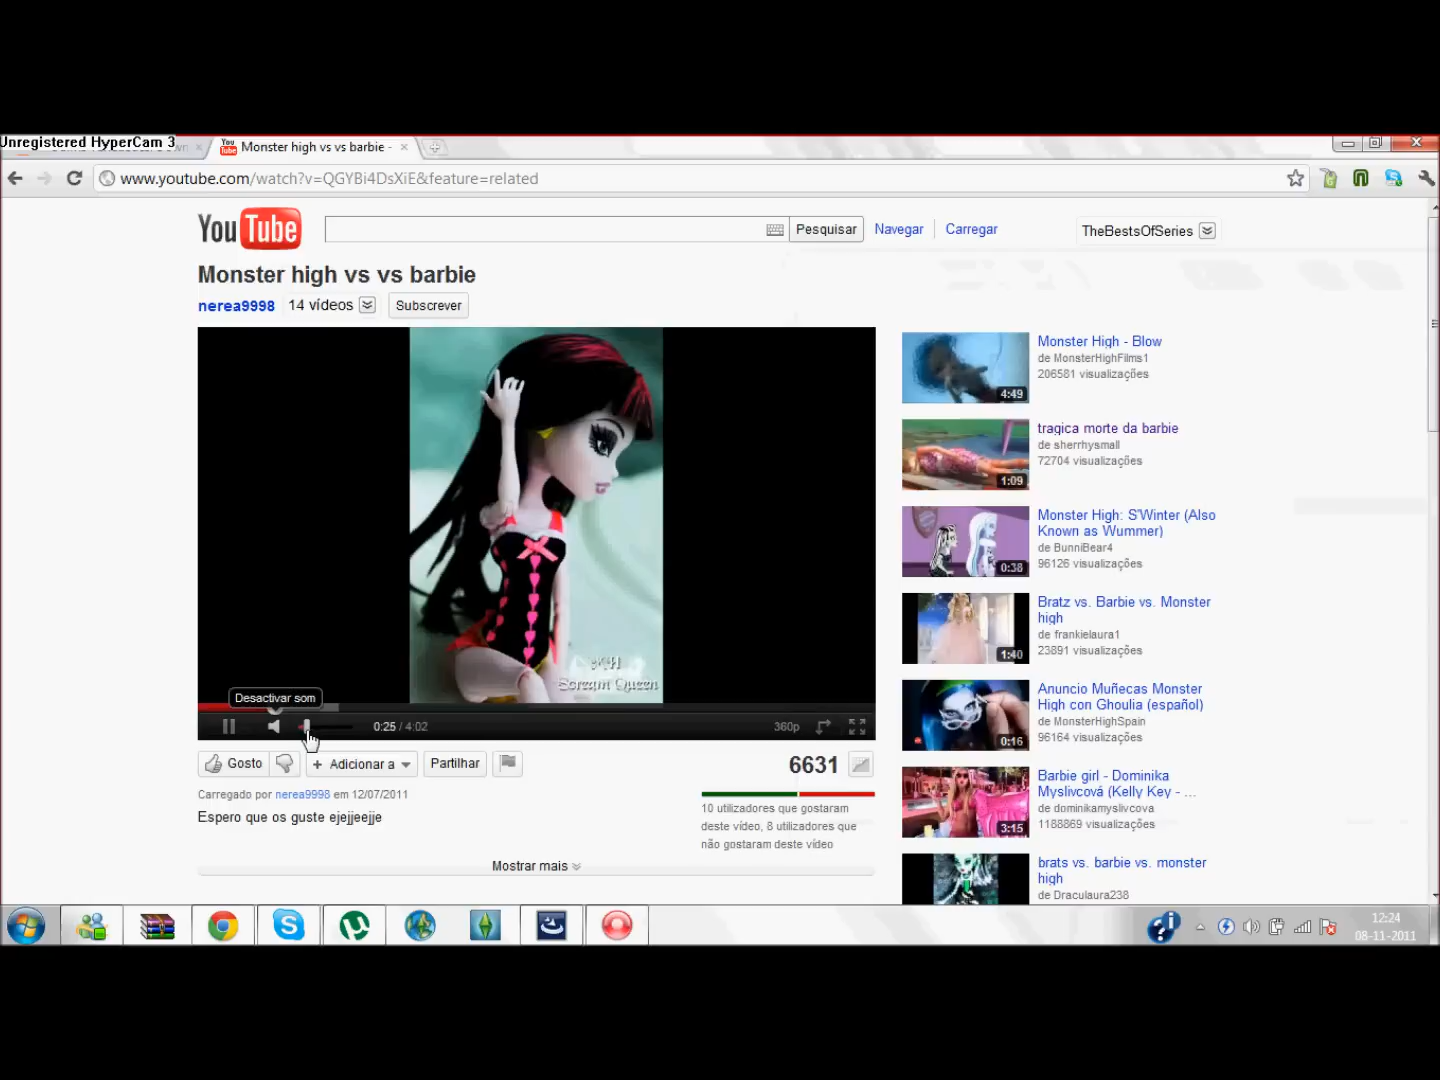 Unregistered HyperCam 3
Monster high vs vs barbie -
www.youtube.com/watch?v=QGYBi4DsXiE&feature=related
YouTube
Pesquisar
Navegar
Carregar
TheBestsOfSeries
Monster high vs vs barbie
nerea9998
14 vídeos
Subscrever
MH
Scream Queen
Desactivar som
0:25 / 4:02
360p
Gosto
+ Adicionar a
Partilhar
6631
Carregado por nerea9998 em 12/07/2011
Espero que os guste ejejjeejje
10 utilizadores que gostaram
deste vídeo, 8 utilizadores que
não gostaram deste vídeo
Mostrar mais
4:49
Monster High - Blow
de MonsterHighFilms1
206581 visualizações
1:09
tragica morte da barbie
de sherrhysmall
72704 visualizações
0:38
Monster High: S'Winter (Also
Known as Wummer)
de BunniBear4
96126 visualizações
1:40
Bratz vs. Barbie vs. Monster
high
de frankielaura1
23891 visualizações
0:16
Anuncio Muñecas Monster
High con Ghoulia (español)
de MonsterHighSpain
96164 visualizações
3:15
Barbie girl - Dominika
Myslivcová (Kelly Key - ...
de dominikamyslivcova
1188869 visualizações
brats vs. barbie vs. monster
high
de Draculaura238
12:24
08-11-2011